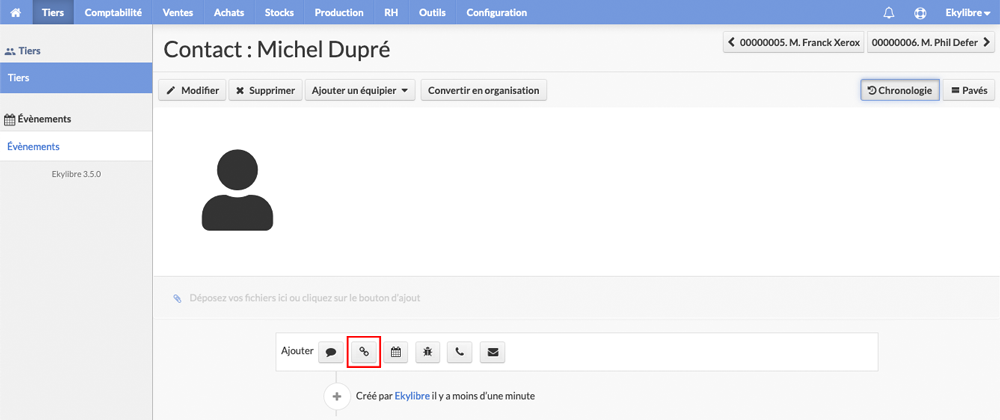 Tiers Comptabilité Ventes Achats Stocks Production RH Outils Configuration Ekylibre
Tiers
Tiers
Évènements
Évènements
Ekylibre 3.5.0
Contact : Michel Dupré
00000005. M. Franck Xerox 00000006. M. Phil Defer
Modifier Supprimer Ajouter un équipier Convertir en organisation Chronologie Pavés
Déposez vos fichiers ici ou cliquez sur le bouton d'ajout
Ajouter
Créé par Ekylibre il y a moins d'une minute